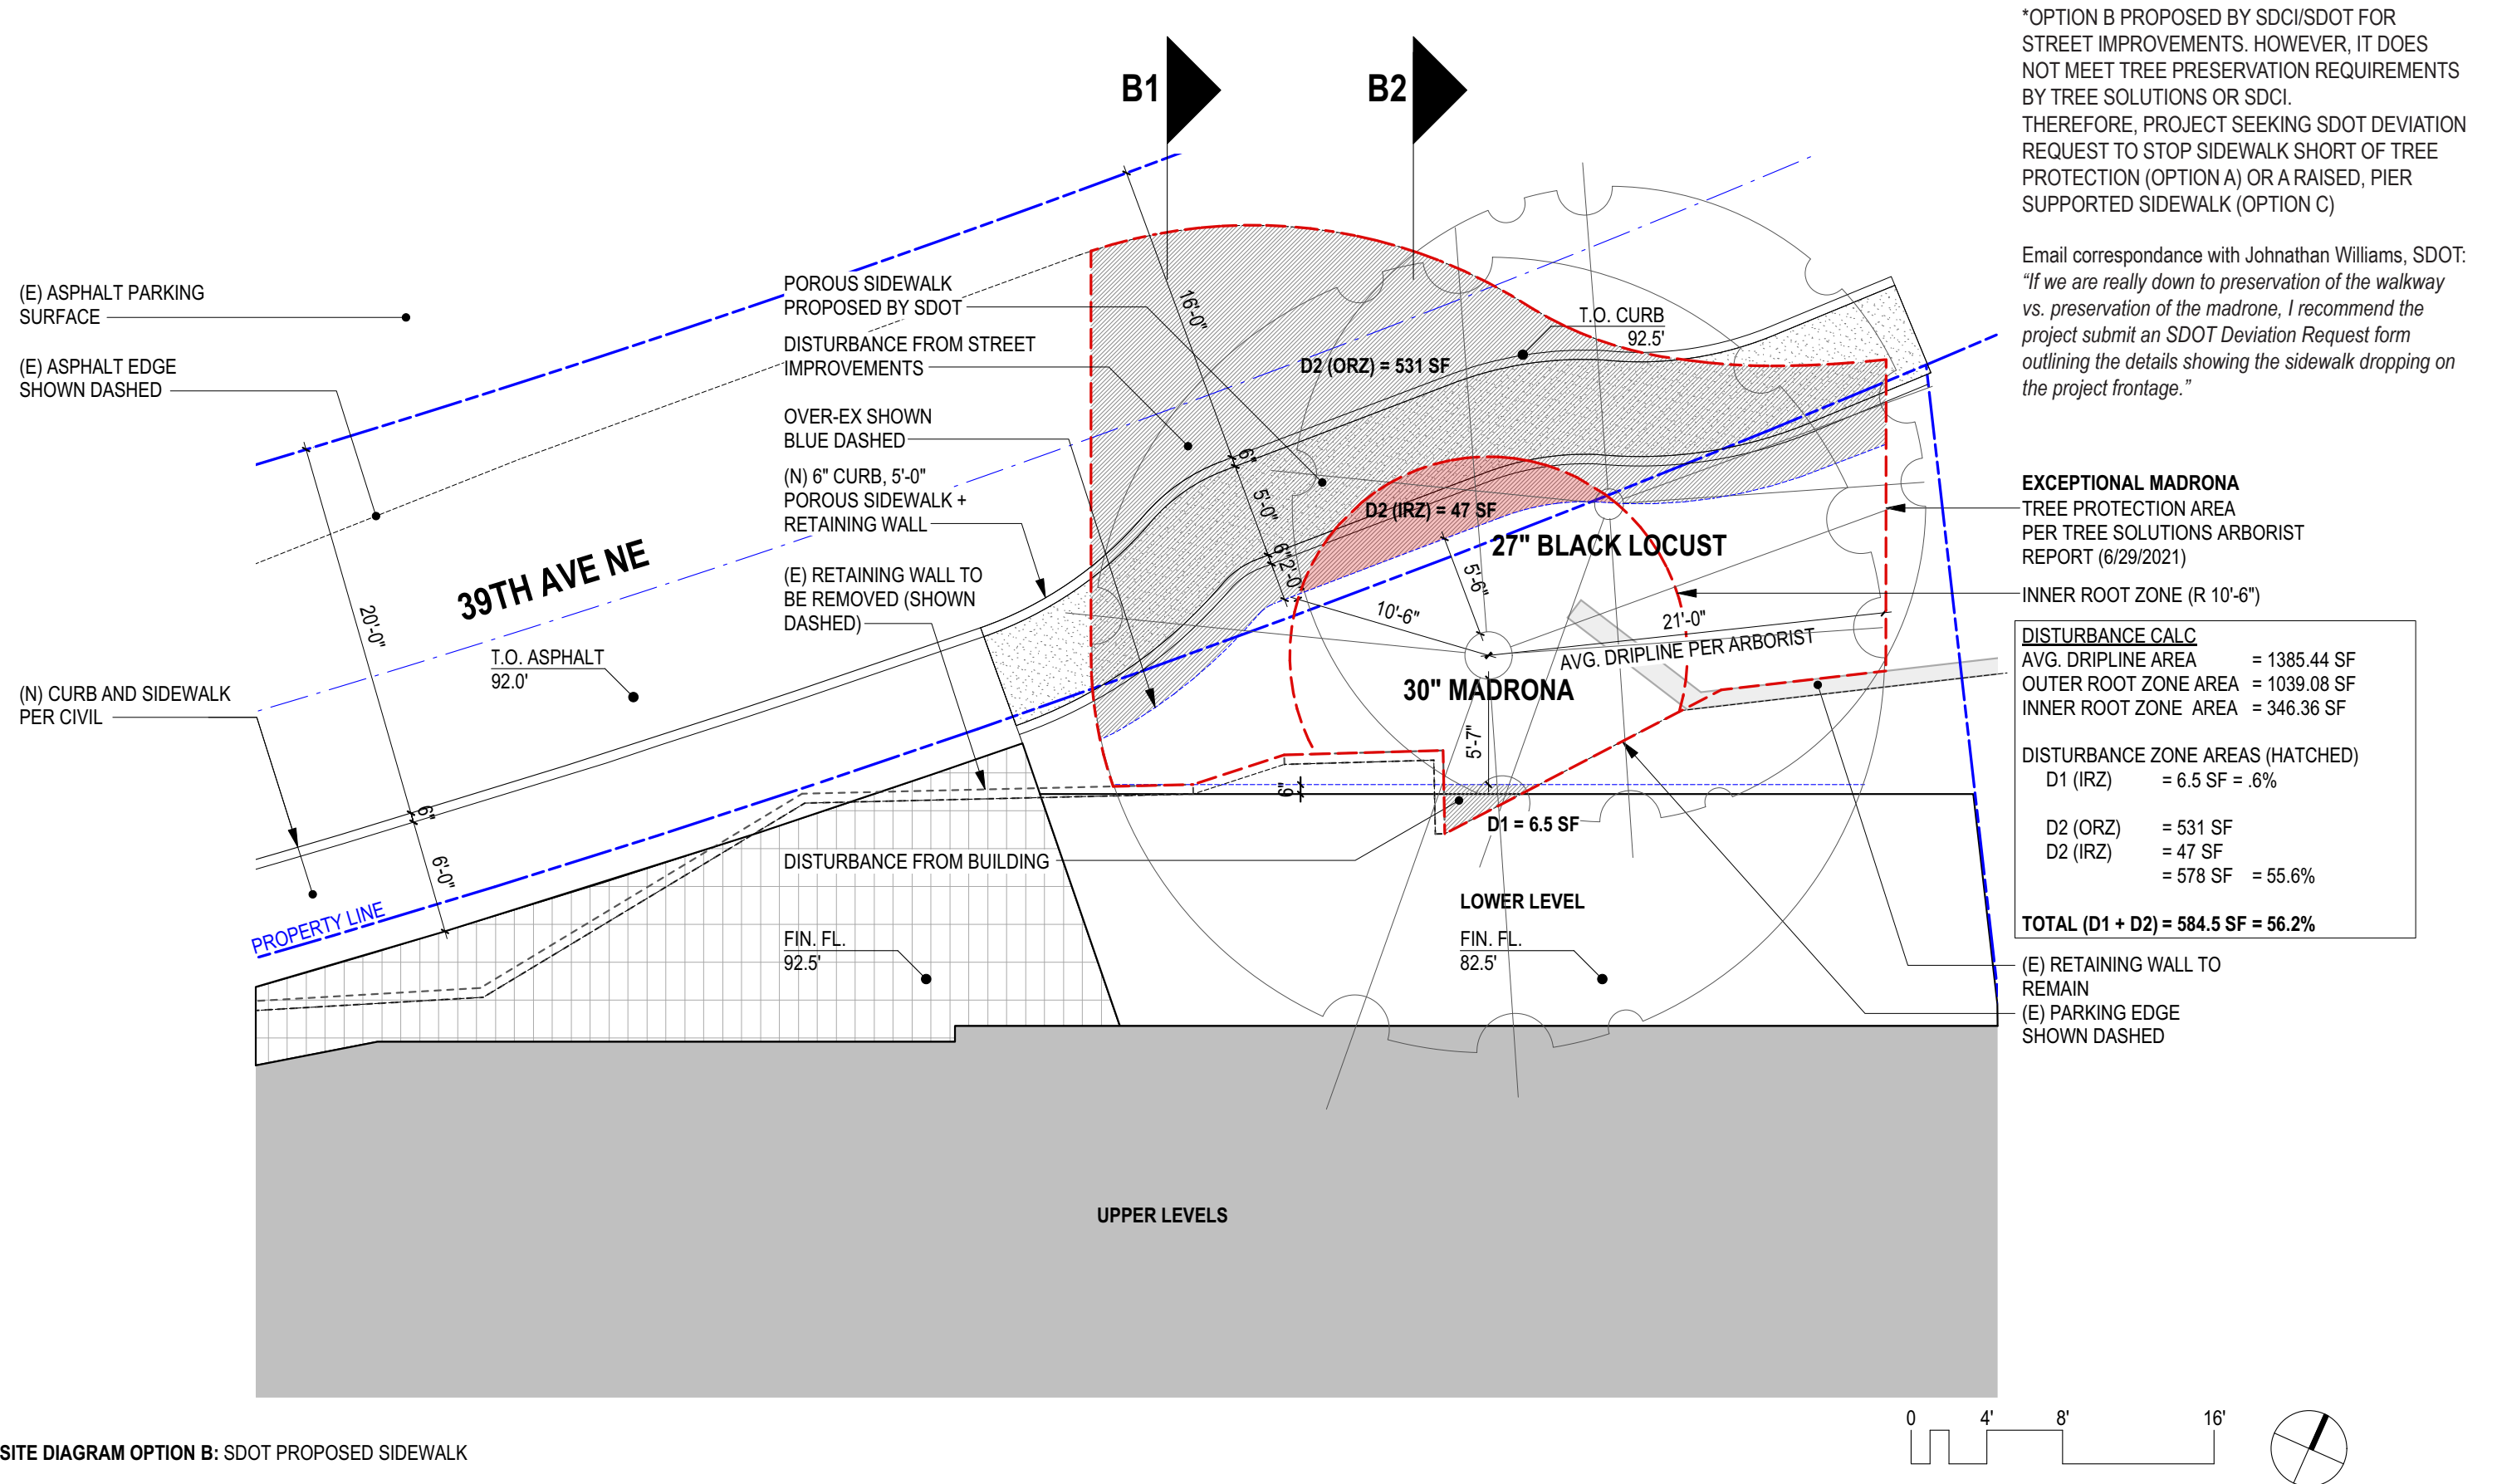 *OPTION B PROPOSED BY SDCI/SDOT FOR
STREET IMPROVEMENTS. HOWEVER, IT DOES
NOT MEET TREE PRESERVATION REQUIREMENTS
BY TREE SOLUTIONS OR SDCI.
THEREFORE, PROJECT SEEKING SDOT DEVIATION
REQUEST TO STOP SIDEWALK SHORT OF TREE
PROTECTION (OPTION A) OR A RAISED, PIER
SUPPORTED SIDEWALK (OPTION C)
Email correspondance with Johnathan Williams, SDOT:
“If we are really down to preservation of the walkway
vs. preservation of the madrone, I recommend the
project submit an SDOT Deviation Request form
outlining the details showing the sidewalk dropping on
the project frontage.”
B1
B2
(E) ASPHALT PARKING
SURFACE
(E) ASPHALT EDGE
SHOWN DASHED
(N) CURB AND SIDEWALK
PER CIVIL
POROUS SIDEWALK
PROPOSED BY SDOT
DISTURBANCE FROM STREET
IMPROVEMENTS
OVER-EX SHOWN
BLUE DASHED
(N) 6" CURB, 5'-0"
POROUS SIDEWALK +
RETAINING WALL
(E) RETAINING WALL TO
BE REMOVED (SHOWN
DASHED)
16'-0"
T.O. CURB
92.5'
D2 (ORZ) = 531 SF
6"
5'-0"
6"
2'-0"
D2 (IRZ) = 47 SF
27" BLACK LOCUST
5'-6"
10'-6"
21'-0"
AVG. DRIPLINE PER ARBORIST
30" MADRONA
5'-7"
6"
D1 = 6.5 SF
39TH AVE NE
20'-0"
T.O. ASPHALT
92.0'
6"
6'-0"
PROPERTY LINE
DISTURBANCE FROM BUILDING
FIN. FL.
92.5'
LOWER LEVEL
FIN. FL.
82.5'
UPPER LEVELS
EXCEPTIONAL MADRONA
TREE PROTECTION AREA
PER TREE SOLUTIONS ARBORIST
REPORT (6/29/2021)
INNER ROOT ZONE (R 10'-6")
DISTURBANCE CALC
AVG. DRIPLINE AREA = 1385.44 SF
OUTER ROOT ZONE AREA = 1039.08 SF
INNER ROOT ZONE AREA = 346.36 SF
DISTURBANCE ZONE AREAS (HATCHED)
D1 (IRZ) = 6.5 SF = .6%
D2 (ORZ) = 531 SF
D2 (IRZ) = 47 SF
= 578 SF = 55.6%
TOTAL (D1 + D2) = 584.5 SF = 56.2%
(E) RETAINING WALL TO
REMAIN
(E) PARKING EDGE
SHOWN DASHED
0 4' 8' 16'
SITE DIAGRAM OPTION B: SDOT PROPOSED SIDEWALK